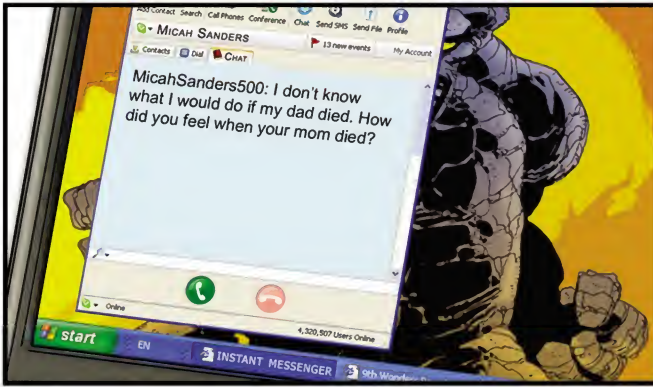 Add Contact Search Call Phones Conference Chat Send SMS Send File Profile
MICAH SANDERS
13 new events
My Account
Contacts Dial CHAT
MicahSanders500: I don't know
what I would do if my dad died. How
did you feel when your mom died?
Online
4,320,507 Users Online
start EN INSTANT MESSENGER 9th Wonders